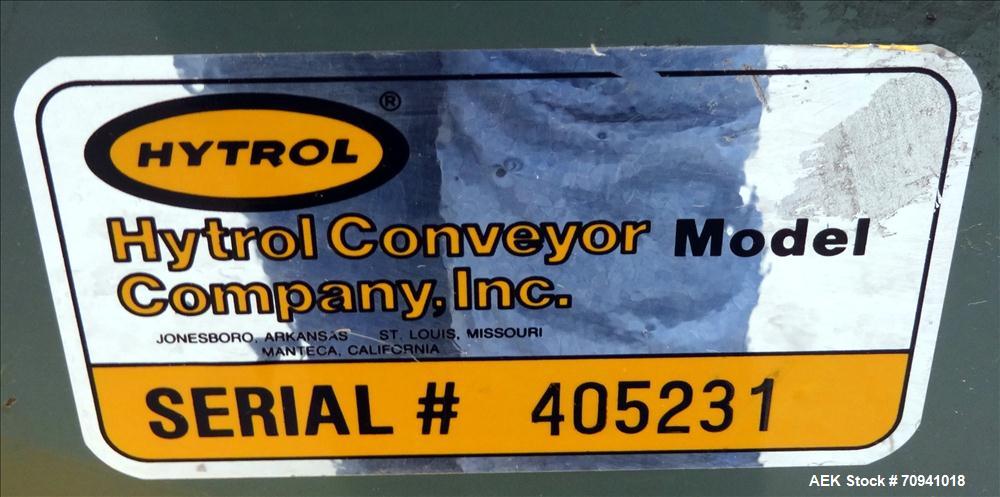 HYTROL ®
Hytrol Conveyor Model
Company, Inc.
JONESBORO, ARKANSAS ST. LOUIS, MISSOURI
MANTECA, CALIFORNIA
SERIAL # 405231
AEK Stock # 70941018